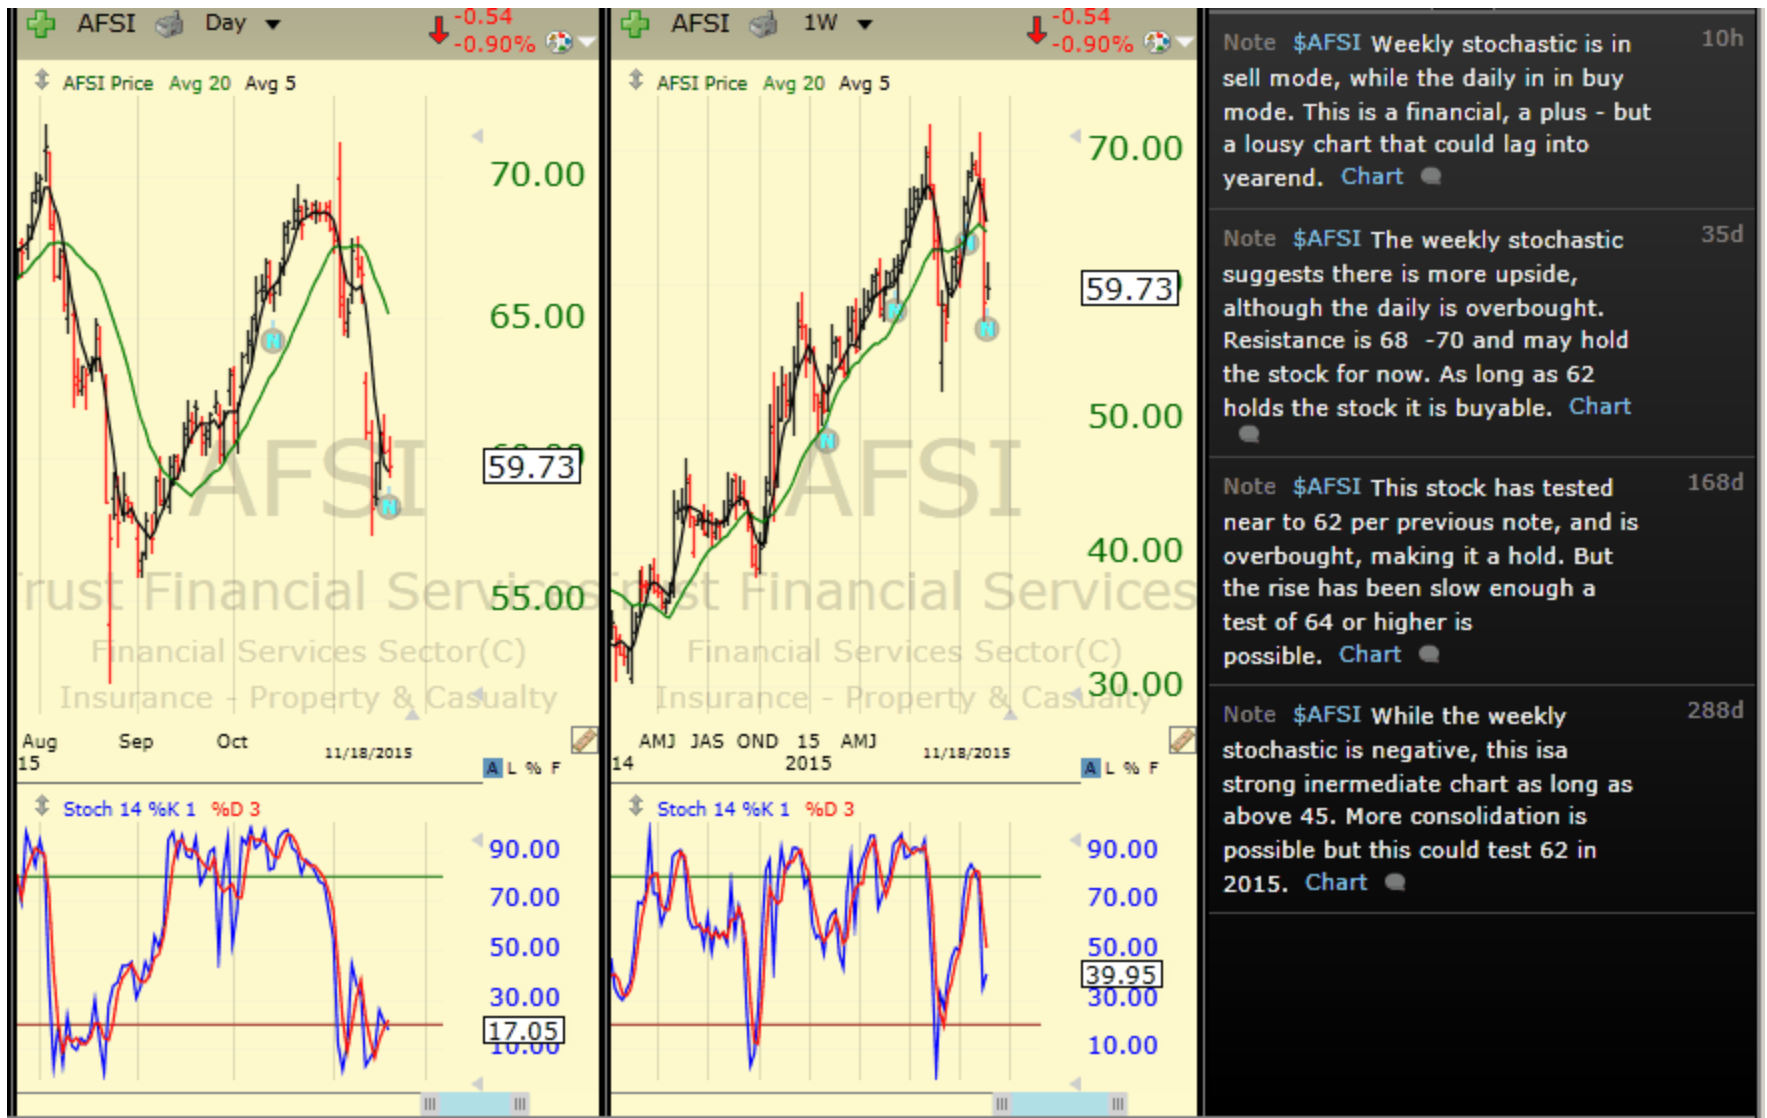 AFSI Day -0.54
-0.90%
AFSI Price Avg 20 Avg 5
70.00
65.00
59.73
55.00
AFSI
rust Financial Services
Financial Services Sector(C)
Insurance - Property & Casualty
Aug Sep Oct 11/18/2015
15
A L % F
Stoch 14 %K 1 %D 3
90.00
70.00
50.00
30.00
17.05
10.00
N
N
AFSI 1W -0.54
-0.90%
AFSI Price Avg 20 Avg 5
70.00
59.73
50.00
40.00
30.00
AFSI
st Financial Services
Financial Services Sector(C)
Insurance - Property & Casualty
AMJ JAS OND 15 AMJ 11/18/2015
14 2015
A L % F
Stoch 14 %K 1 %D 3
90.00
70.00
50.00
39.95
30.00
10.00
N
N
N
N
Note $AFSI Weekly stochastic is in 10h
sell mode, while the daily in in buy
mode. This is a financial, a plus - but
a lousy chart that could lag into
yearend. Chart
Note $AFSI The weekly stochastic 35d
suggests there is more upside,
although the daily is overbought.
Resistance is 68 -70 and may hold
the stock for now. As long as 62
holds the stock it is buyable. Chart
Note $AFSI This stock has tested 168d
near to 62 per previous note, and is
overbought, making it a hold. But
the rise has been slow enough a
test of 64 or higher is
possible. Chart
Note $AFSI While the weekly 288d
stochastic is negative, this isa
strong inermediate chart as long as
above 45. More consolidation is
possible but this could test 62 in
2015. Chart